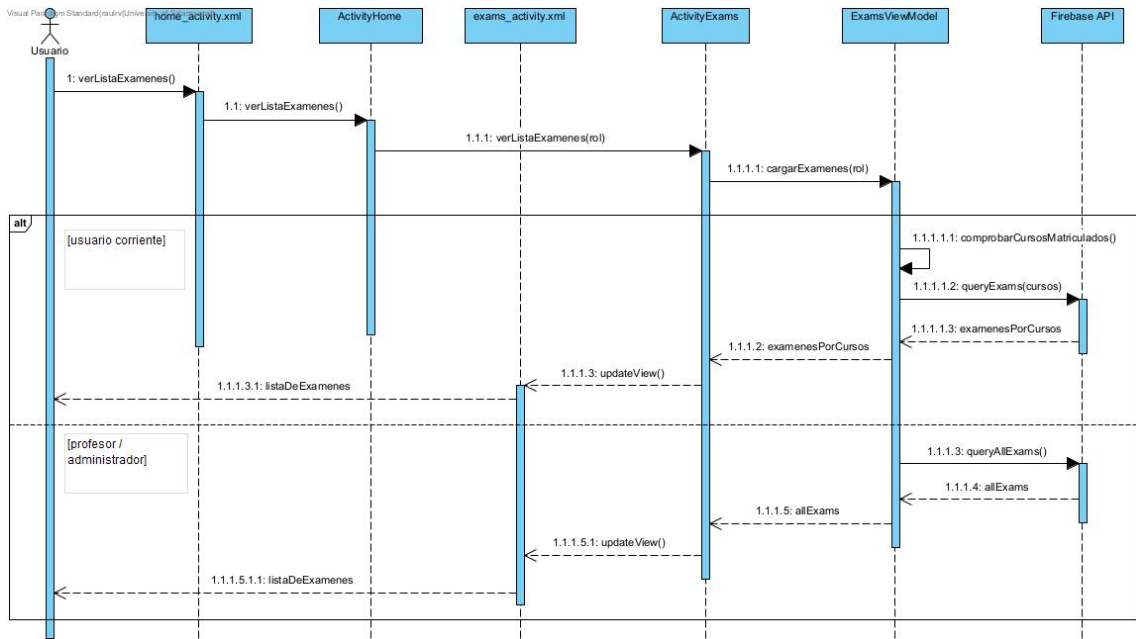 Visual Paradigm Standard(raulrv(University of
home_activity.xml
ActivityHome
exams_activity.xml
ActivityExams
ExamsViewModel
Firebase API
Usuario
1: verListaExamenes()
1.1: verListaExamenes()
1.1.1: verListaExamenes(rol)
1.1.1.1: cargarExamenes(rol)
alt
[usuario corriente]
1.1.1.1.1: comprobarCursosMatriculados()
1.1.1.1.2: queryExams(cursos)
1.1.1.1.3: examenesPorCursos
1.1.1.2: examenesPorCursos
1.1.1.3: updateView()
1.1.1.3.1: listaDeExamenes
[profesor /
administrador]
1.1.1.3: queryAllExams()
1.1.1.4: allExams
1.1.1.5: allExams
1.1.1.5.1: updateView()
1.1.1.5.1.1: listaDeExamenes